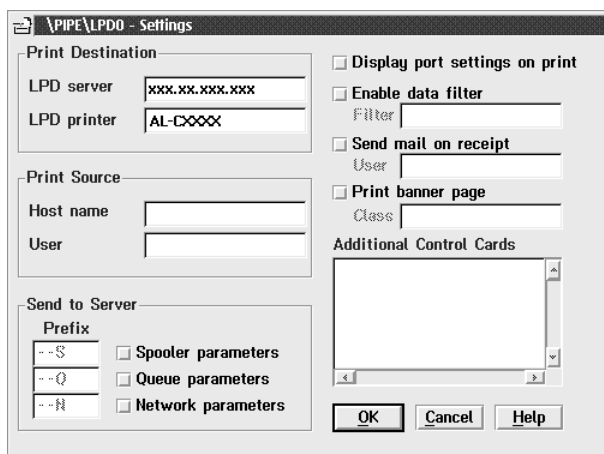 \PIPE\LPD0 - Settings
Print Destination
LPD server xxx.xx.xxx.xxx
LPD printer AL-CXXXX
Print Source
Host name
User
Send to Server
Prefix
--S Spooler parameters
--Q Queue parameters
--N Network parameters
Display port settings on print
Enable data filter
Filter
Send mail on receipt
User
Print banner page
Class
Additional Control Cards
OK Cancel Help